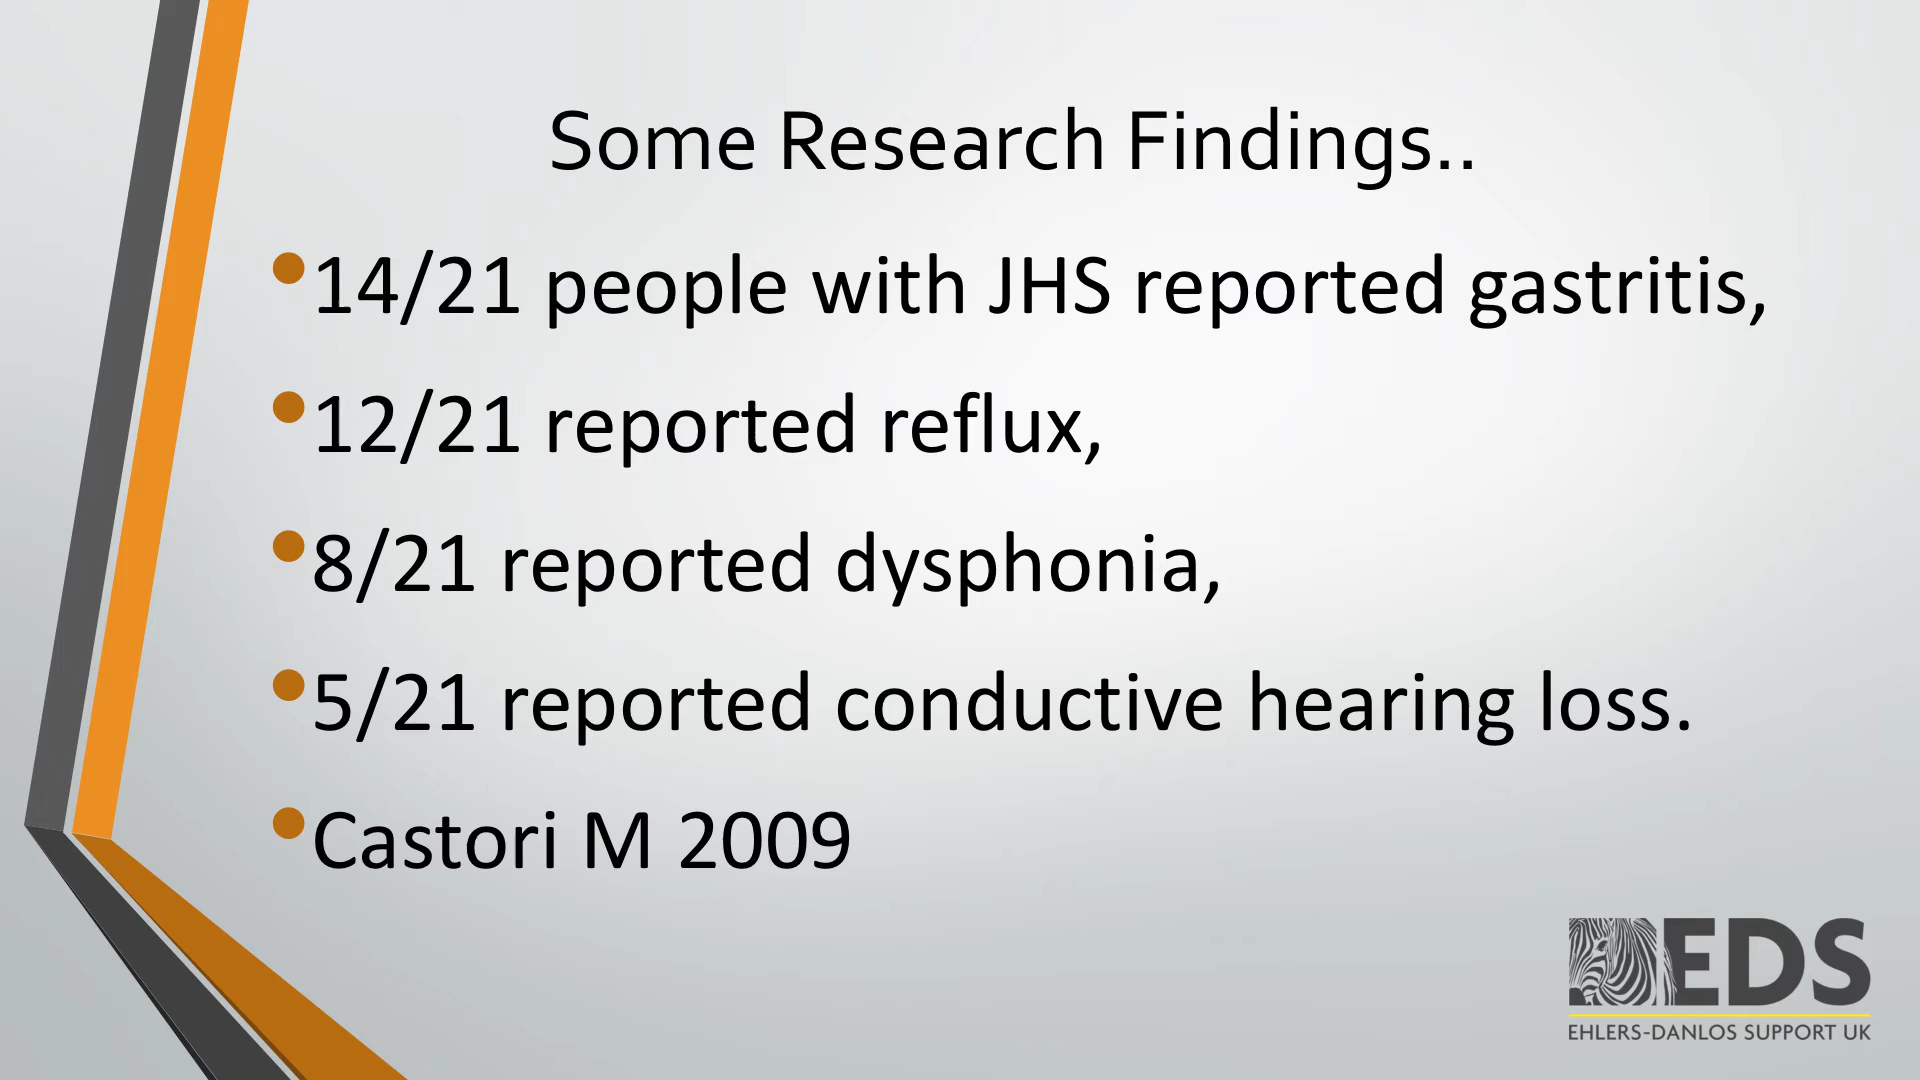 Some Research Findings..
•14/21 people with JHS reported gastritis,
•12/21 reported reflux,
•8/21 reported dysphonia,
•5/21 reported conductive hearing loss.
•Castori M 2009
EDS
EHLERS-DANLOS SUPPORT UK